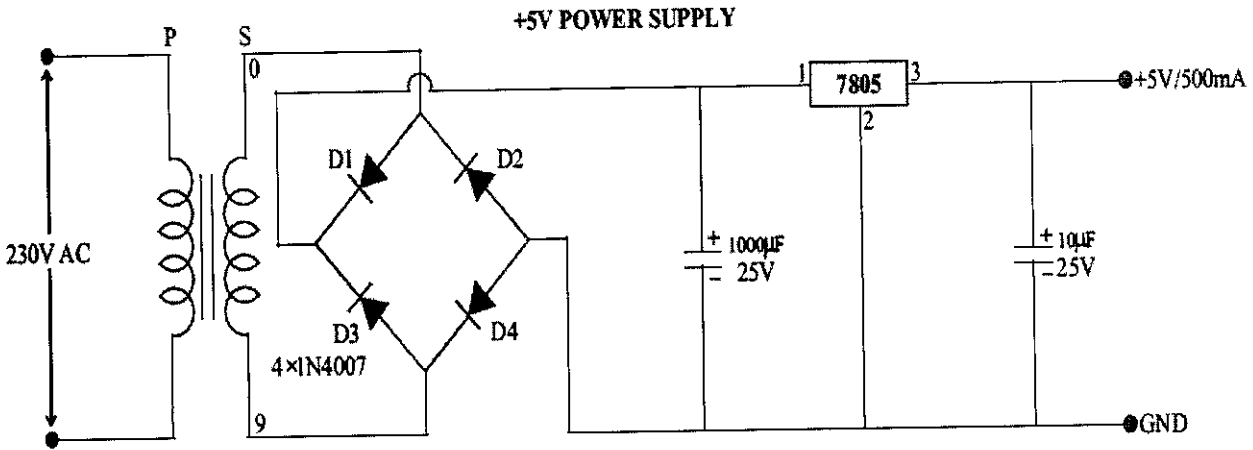 +5V POWER SUPPLY
P
S
0
1
7805
3
+5V/500mA
2
D1
D2
230V AC
+
1000µF
25V
−
+
10µF
25V
−
D3
D4
4×1N4007
9
GND